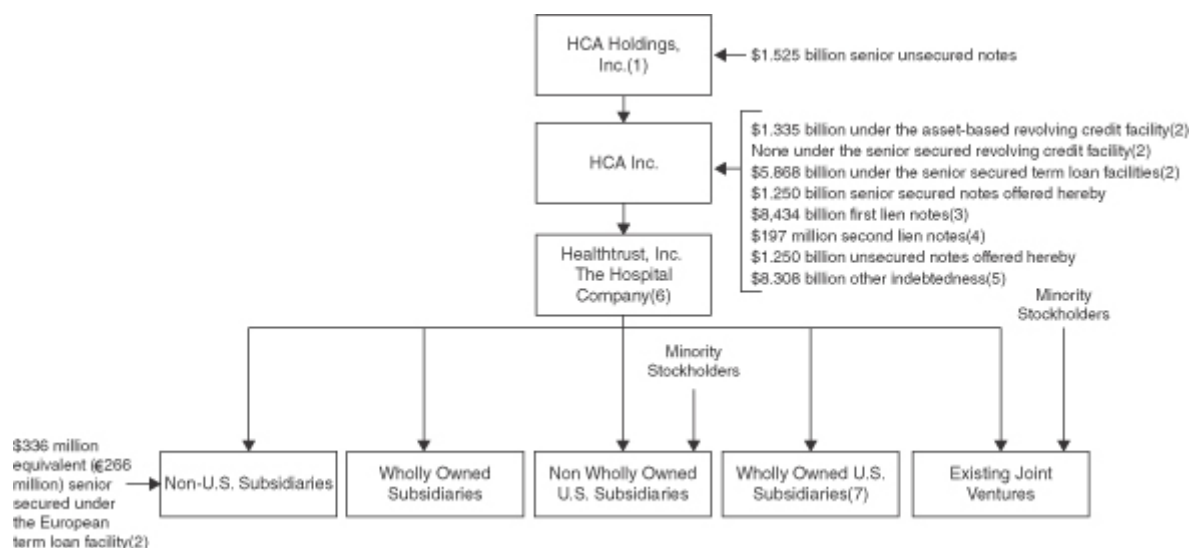 HCA Holdings,
Inc.(1)
$1.525 billion senior unsecured notes
HCA Inc.
$1.335 billion under the asset-based revolving credit facility(2)
None under the senior secured revolving credit facility(2)
$5.868 billion under the senior secured term loan facilities(2)
$1.250 billion senior secured notes offered hereby
$8,434 billion first lien notes(3)
$197 million second lien notes(4)
$1.250 billion unsecured notes offered hereby
$8.308 billion other indebtedness(5)
Healthtrust, Inc.
The Hospital
Company(6)
Minority
Stockholders
Minority
Stockholders
$336 million
equivalent (€266
million) senior
secured under
the European
term loan facility(2)
Non-U.S. Subsidiaries
Wholly Owned
Subsidiaries
Non Wholly Owned
U.S. Subsidiaries
Wholly Owned U.S.
Subsidiaries(7)
Existing Joint
Ventures